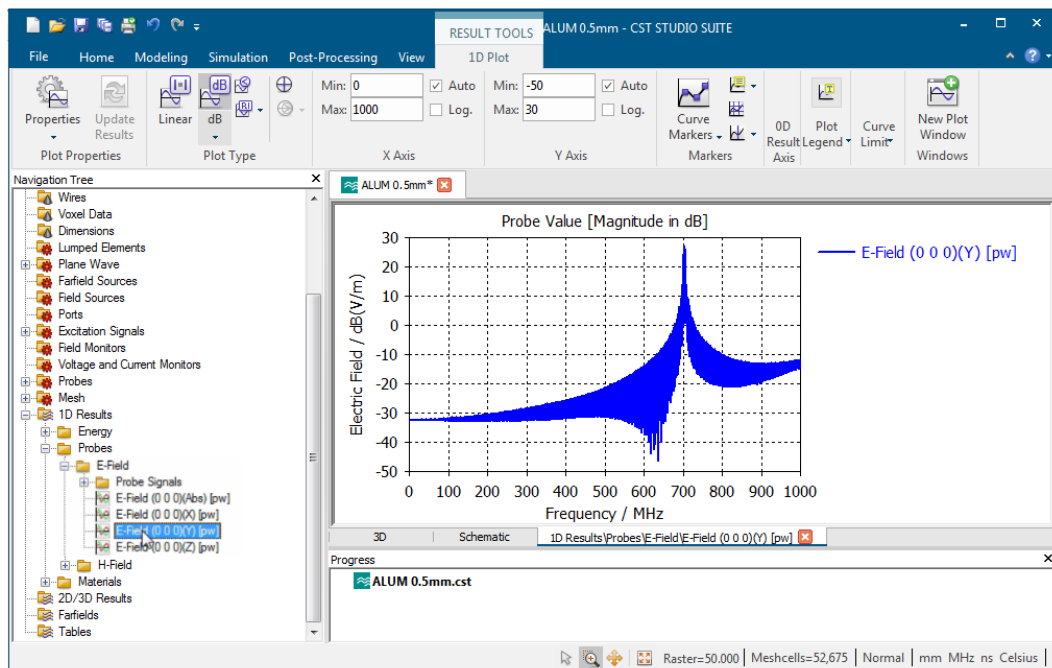 RESULT TOOLS
ALUM 0.5mm - CST STUDIO SUITE
File Home Modeling Simulation Post-Processing View 1D Plot
Properties
Update Results
Plot Properties
Linear
dB
dB
Plot Type
Min: 0 Auto
Max: 1000 Log.
X Axis
Min: -50 Auto
Max: 30 Log.
Y Axis
Curve Markers
Markers
0D Result Axis
Plot Legend
Curve Limit
New Plot Window
Windows
Navigation Tree
Wires
Voxel Data
Dimensions
Lumped Elements
Plane Wave
Farfield Sources
Field Sources
Ports
Excitation Signals
Field Monitors
Voltage and Current Monitors
Probes
Mesh
1D Results
Energy
Probes
E-Field
Probe Signals
E-Field (0 0 0)(Abs) [pw]
E-Field (0 0 0)(X) [pw]
E-Field (0 0 0)(Y) [pw]
E-Field (0 0 0)(Z) [pw]
H-Field
Materials
2D/3D Results
Farfields
Tables
ALUM 0.5mm*
Probe Value [Magnitude in dB]
E-Field (0 0 0)(Y) [pw]
Electric Field / dB(V/m)
30
20
10
0
-10
-20
-30
-40
-50
0 100 200 300 400 500 600 700 800 900 1000
Frequency / MHz
3D Schematic 1D Results\Probes\E-Field\E-Field (0 0 0)(Y) [pw]
Progress
ALUM 0.5mm.cst
Raster=50.000 Meshcells=52,675 Normal mm MHz ns Celsius